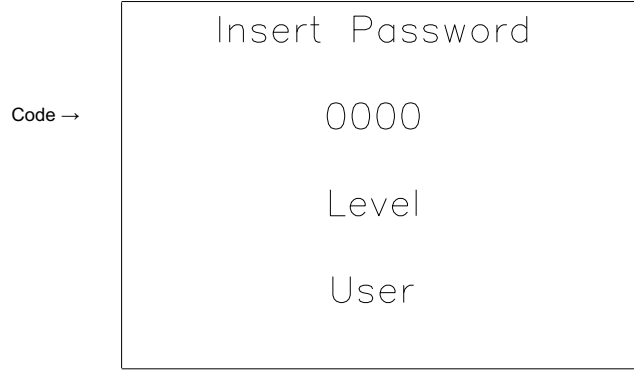 Insert Password
Code → 0000
Level
User